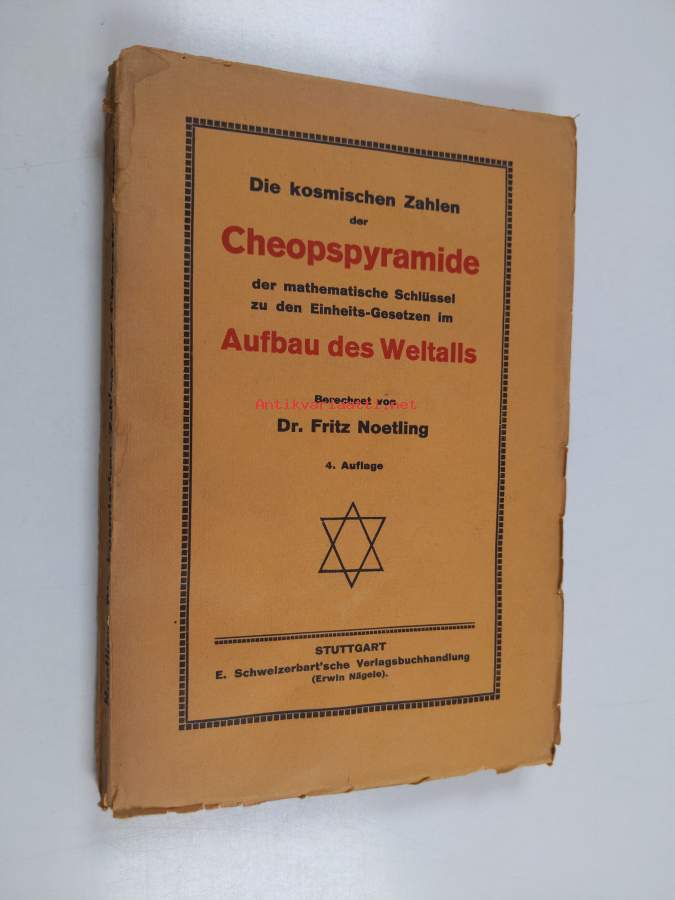 Die kosmischen Zahlen
der
Cheopspyramide
der mathematische Schlüssel
zu den Einheits-Gesetzen im
Aufbau des Weltalls
Berechnet von
Antikvariaatti.net
Dr. Fritz Noetling
4. Auflage
STUTTGART
E. Schweizerbart'sche Verlagsbuchhandlung
(Erwin Nägele).